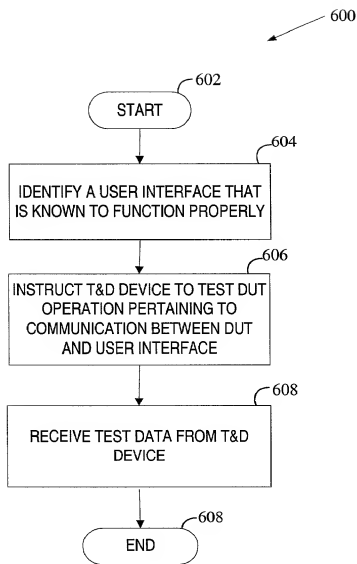 600
602
START
604
IDENTIFY A USER INTERFACE THAT
IS KNOWN TO FUNCTION PROPERLY
606
INSTRUCT T&D DEVICE TO TEST DUT
OPERATION PERTAINING TO
COMMUNICATION BETWEEN DUT
AND USER INTERFACE
608
RECEIVE TEST DATA FROM T&D
DEVICE
608
END